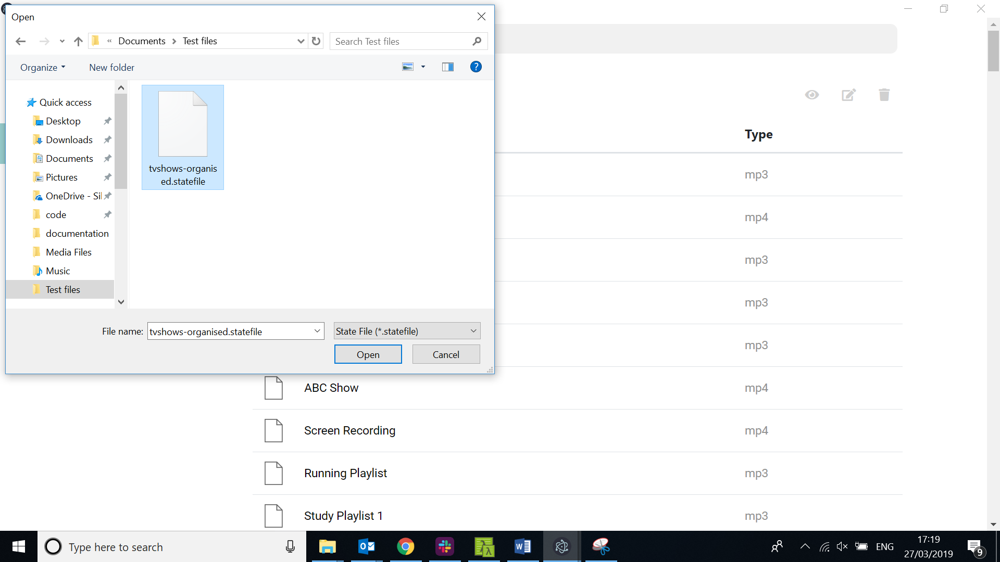 Open
« Documents > Test files
Search Test files
Organize
New folder
?
Quick access
Desktop
Downloads
Documents
Pictures
OneDrive - Sil
code
documentation
Media Files
Music
Test files
tvshows-organis
ed.statefile
File name: tvshows-organised.statefile
State File (*.statefile)
Open
Cancel
Type
mp3
mp4
mp3
mp3
mp3
ABC Show mp4
Screen Recording mp4
Running Playlist mp3
Study Playlist 1 mp3
Type here to search
ENG
17:19
27/03/2019
9